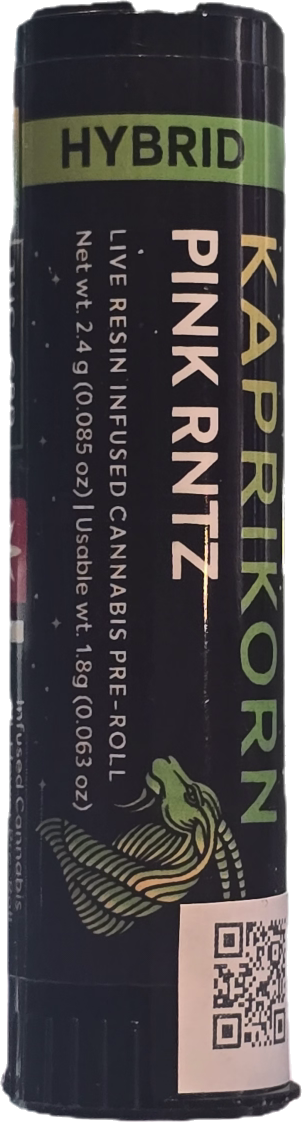 HYBRID
KAPRIKORN
PINK RNTZ
LIVE RESIN INFUSED CANNABIS PRE-ROLL
Net wt. 2.4 g (0.085 oz) | Usable wt. 1.8g (0.063 oz)
Infused Cannabis